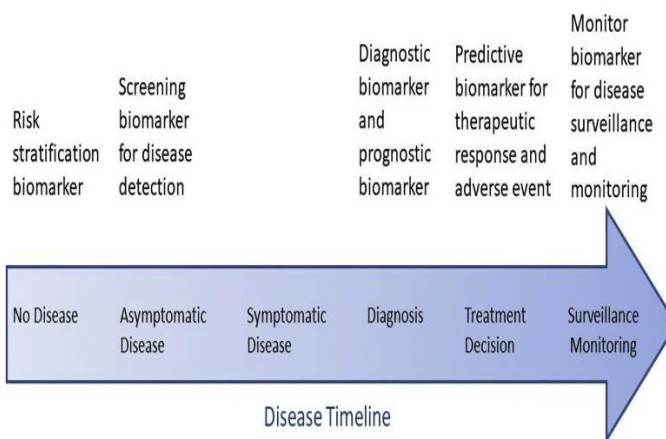 Risk
stratification
biomarker
Screening
biomarker
for disease
detection
Diagnostic
biomarker
and
prognostic
biomarker
Predictive
biomarker for
therapeutic
response and
adverse event
Monitor
biomarker
for disease
surveillance
and
monitoring
No Disease
Asymptomatic
Disease
Symptomatic
Disease
Diagnosis
Treatment
Decision
Surveillance
Monitoring
Disease Timeline